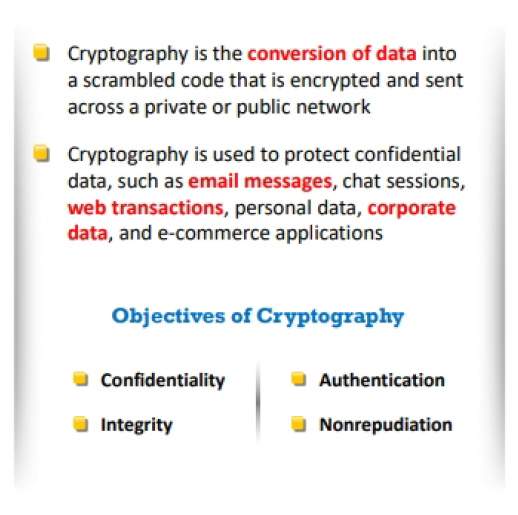 Cryptography is the conversion of data into
a scrambled code that is encrypted and sent
across a private or public network
Cryptography is used to protect confidential
data, such as email messages, chat sessions,
web transactions, personal data, corporate
data, and e-commerce applications
Objectives of Cryptography
Confidentiality
Integrity
Authentication
Nonrepudiation